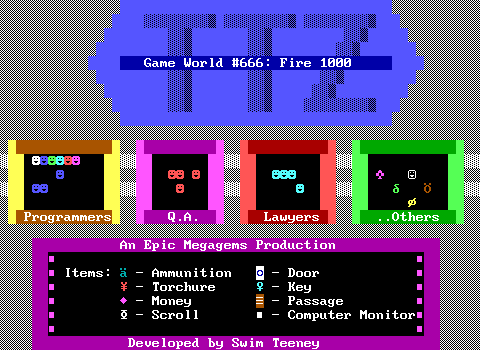 TTZ
Game World #666: Fire 1000
Programmers
Q.A.
Lawyers
..Others
An Epic Megagems Production
Items: ä - Ammunition
- Door
¥ - Torchure
♀ - Key
♦ - Money
- Passage
- Scroll
- Computer Monitor
Developed by Swim Teeney